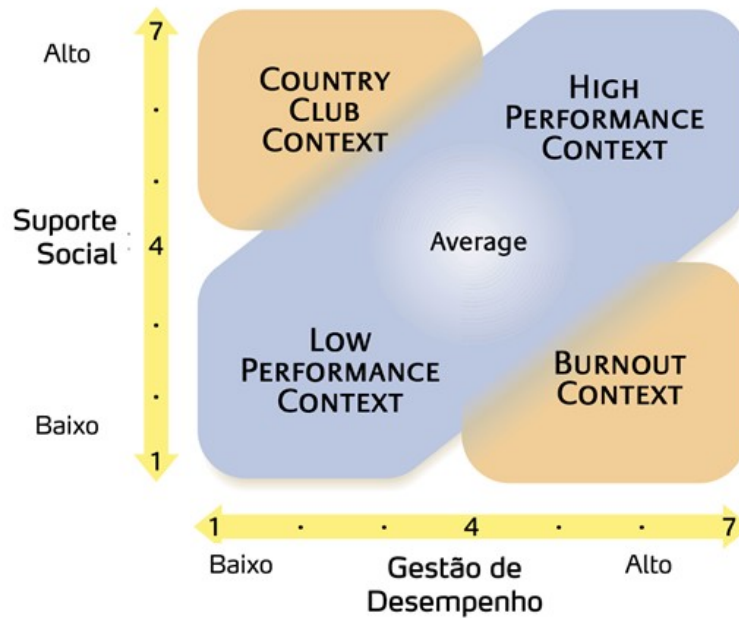 7
Alto
Suporte
Social
4
Baixo
1
COUNTRY
CLUB
CONTEXT
HIGH
PERFORMANCE
CONTEXT
Average
LOW
PERFORMANCE
CONTEXT
BURNOUT
CONTEXT
1 4 7
Baixo
Gestão de
Desempenho
Alto